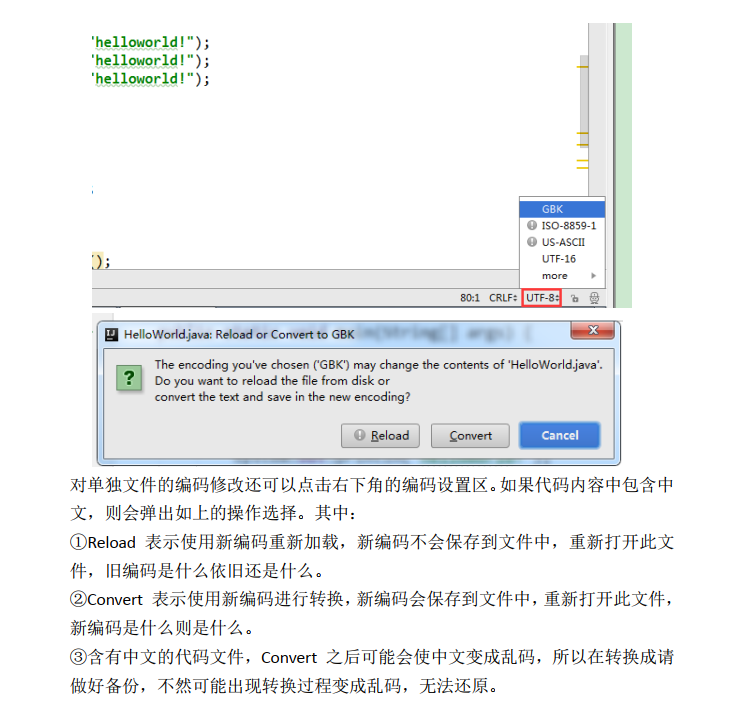 "helloworld!");
"helloworld!");
"helloworld!");
();
GBK
ISO-8859-1
US-ASCII
UTF-16
more
80:1 CRLF UTF-8
HelloWorld.java: Reload or Convert to GBK
The encoding you've chosen ('GBK') may change the contents of 'HelloWorld.java'.
Do you want to reload the file from disk or
convert the text and save in the new encoding?
Reload Convert Cancel
对单独文件的编码修改还可以点击右下角的编码设置区。如果代码内容中包含中
文，则会弹出如上的操作选择。其中：
①Reload 表示使用新编码重新加载，新编码不会保存到文件中，重新打开此文
件，旧编码是什么依旧还是什么。
②Convert 表示使用新编码进行转换，新编码会保存到文件中，重新打开此文件，
新编码是什么则是什么。
③含有中文的代码文件，Convert 之后可能会使中文变成乱码，所以在转换成请
做好备份，不然可能出现转换过程变成乱码，无法还原。